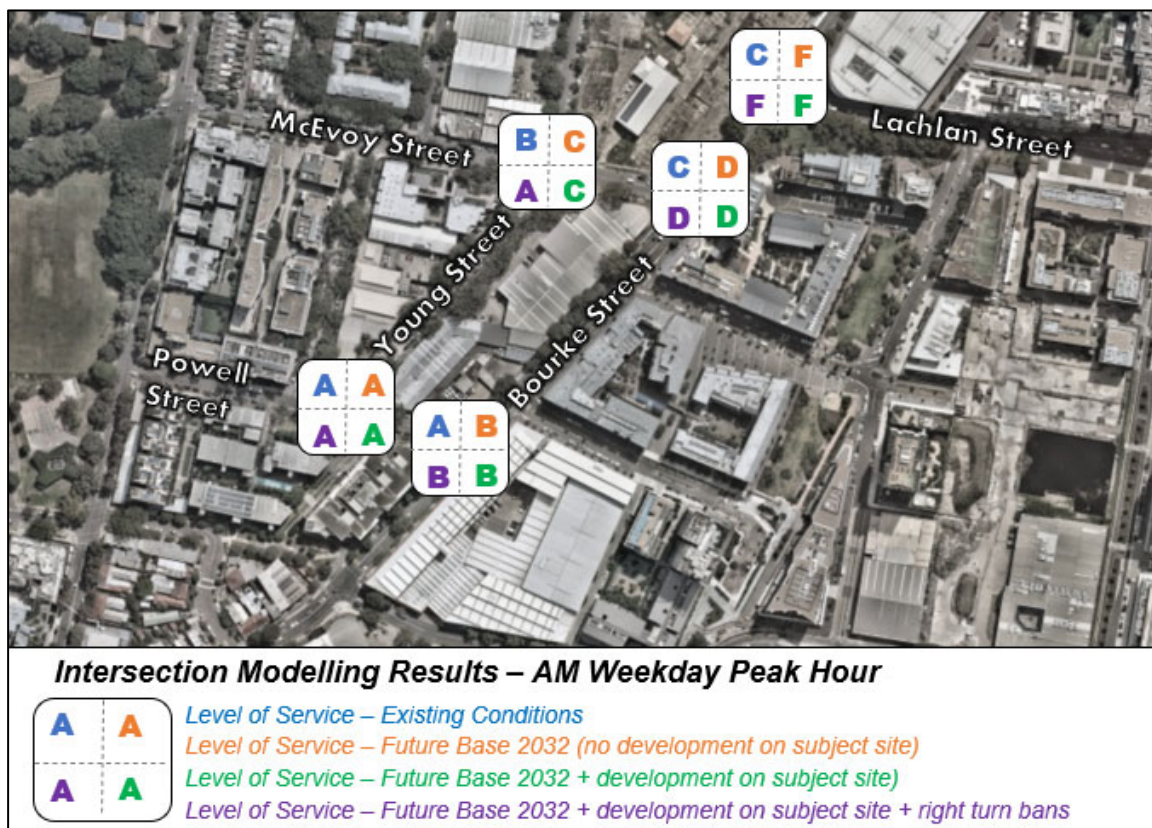 C F
F F
Lachlan Street
McEvoy Street
B C
A C
C D
D D
Young Street
Bourke Street
Powell
Street
A A
A A
A B
B B
Intersection Modelling Results – AM Weekday Peak Hour
A A
A A
Level of Service – Existing Conditions
Level of Service – Future Base 2032 (no development on subject site)
Level of Service – Future Base 2032 + development on subject site)
Level of Service – Future Base 2032 + development on subject site + right turn bans